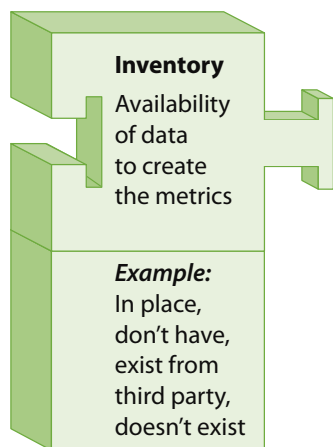 Inventory
Availability
of data
to create
the metrics
Example:
In place,
don’t have,
exist from
third party,
doesn’t exist